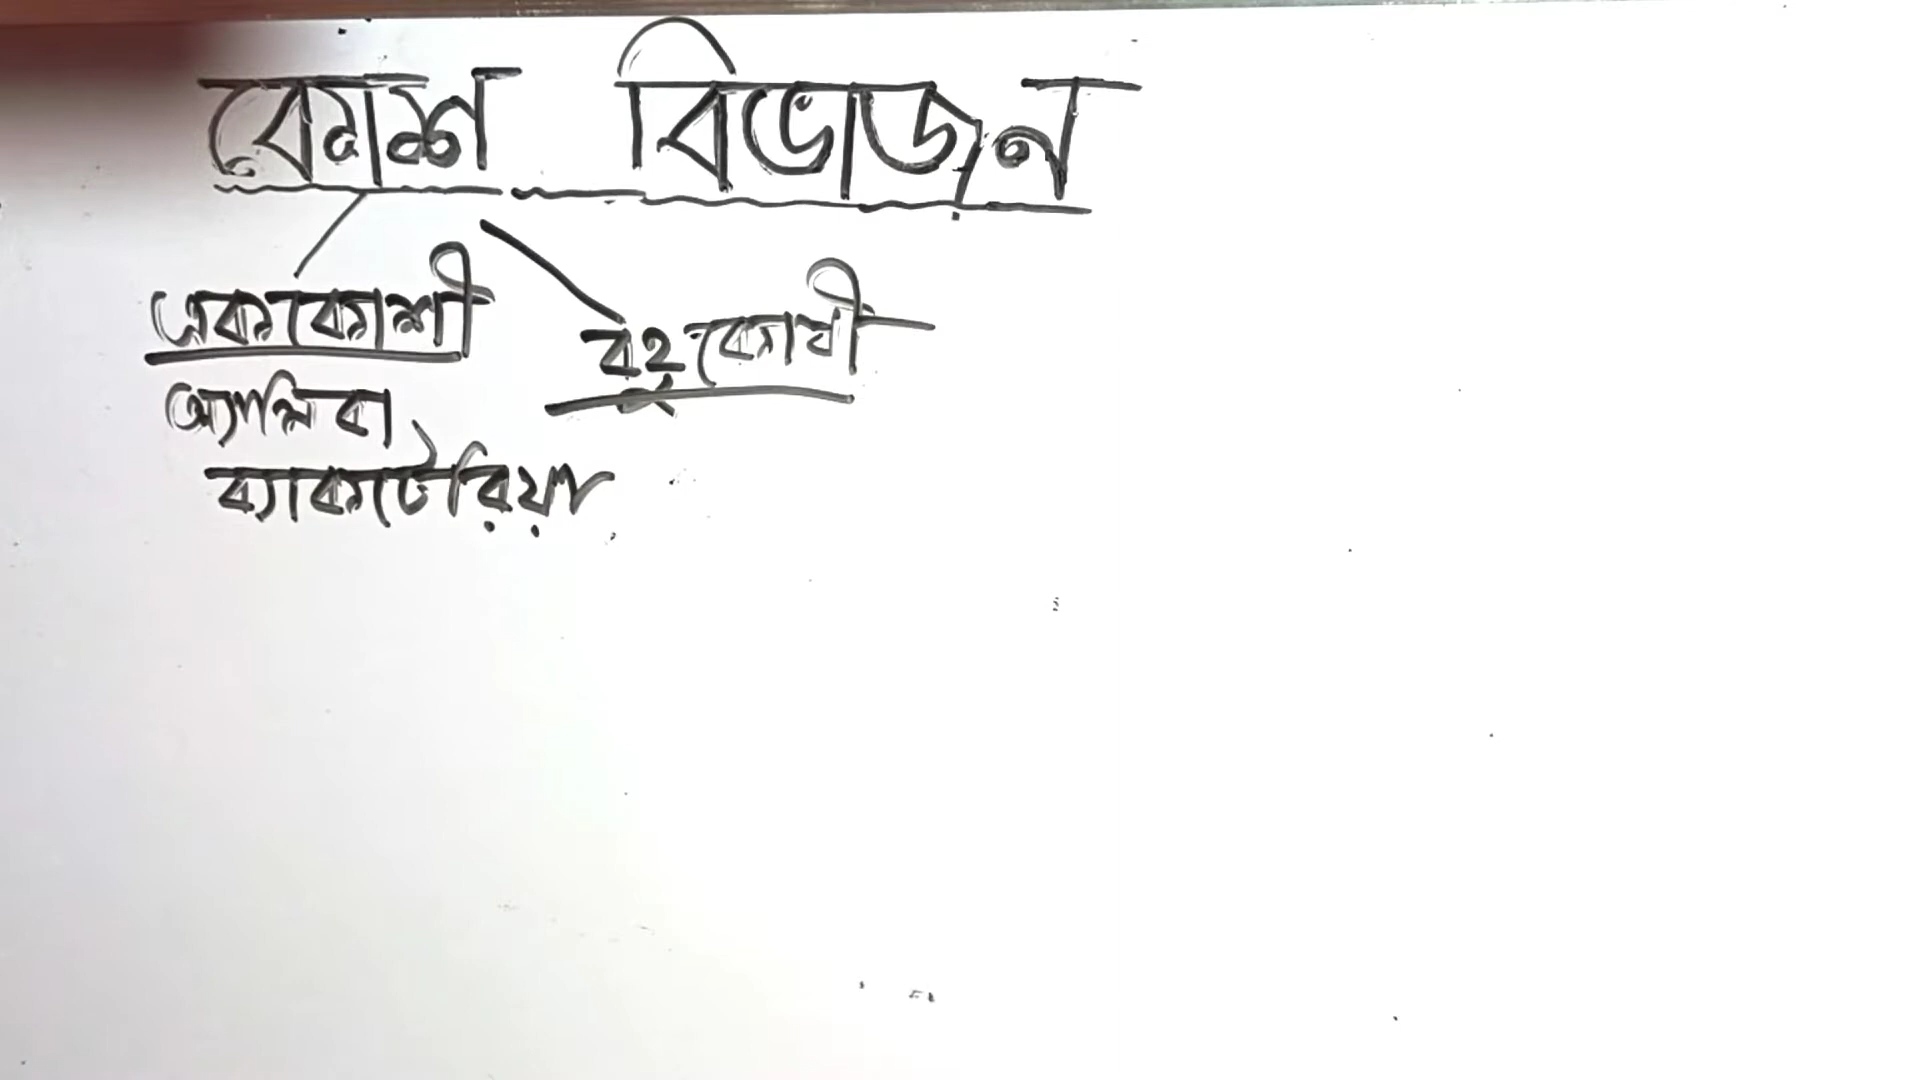 কোশ বিভাজন
এককোশী
বহুকোষী
অ্যামিবা
ব্যাকটেরিয়া